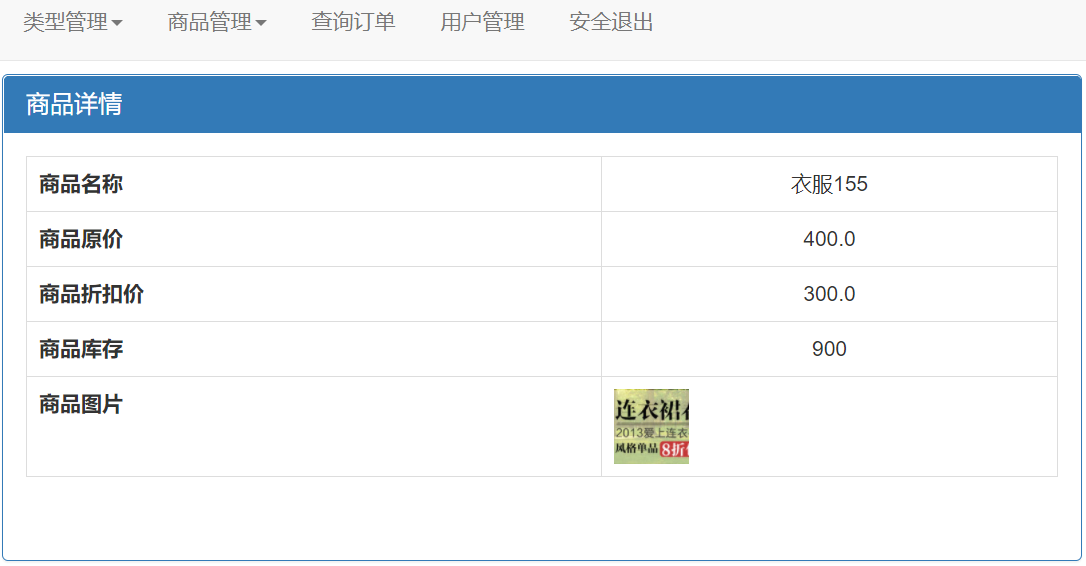 类型管理 商品管理 查询订单 用户管理 安全退出
商品详情
商品名称 衣服155
商品原价 400.0
商品折扣价 300.0
商品库存 900
商品图片
连衣裙
2013爱上连衣
风格单品 8折